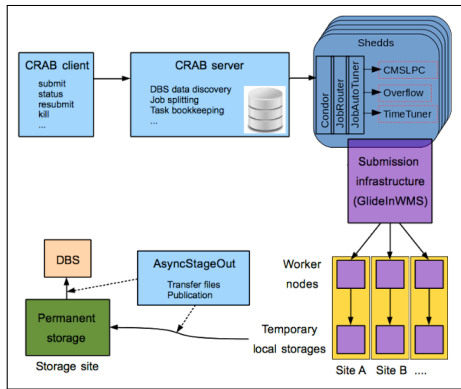 Shedds
CRAB client
submit
status
resubmit
kill
...
CRAB server
DBS data discovery
Job splitting
Task bookkeeping
...
Condor
JobRouter
JobAutoTuner
CMSLPC
Overflow
TimeTuner
Submission
infrastructure
(GlideInWMS)
DBS
AsyncStageOut
Transfer files
Publication
Worker
nodes
Permanent
storage
Storage site
Temporary
local storages
Site A
Site B
....